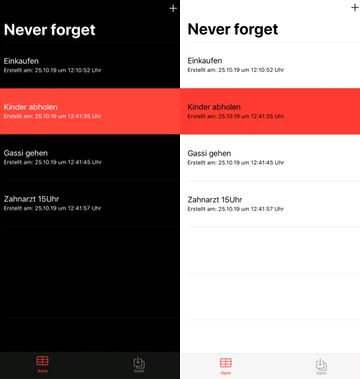 +
Never forget
Einkaufen
Erstellt am: 25.10.19 um 12:10:52 Uhr
Kinder abholen
Erstellt am: 25.10.19 um 12:41:35 Uhr
Gassi gehen
Erstellt am: 25.10.19 um 12:41:45 Uhr
Zahnarzt 15Uhr
Erstellt am: 25.10.19 um 12:41:57 Uhr
Item
Item
+
Never forget
Einkaufen
Erstellt am: 25.10.19 um 12:10:52 Uhr
Kinder abholen
Erstellt am: 25.10.19 um 12:41:35 Uhr
Gassi gehen
Erstellt am: 25.10.19 um 12:41:45 Uhr
Zahnarzt 15Uhr
Erstellt am: 25.10.19 um 12:41:57 Uhr
Item
Item